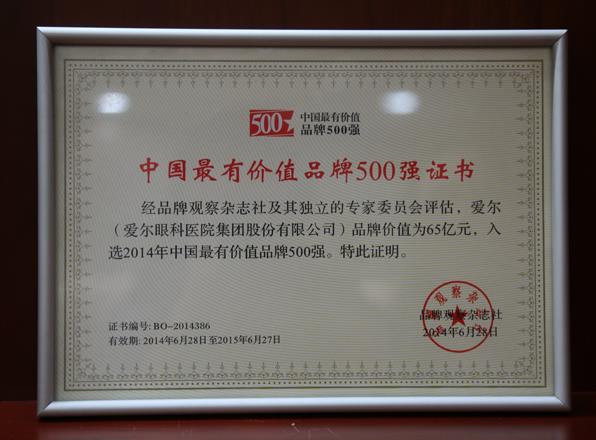 500
中国最有价值
品牌500强
中国最有价值品牌500强证书
经品牌观察杂志社及其独立的专家委员会评估，爱尔
（爱尔眼科医院集团股份有限公司）品牌价值为65亿元，入
选2014年中国最有价值品牌500强。特此证明。
证书编号: BO-2014386
有效期: 2014年6月28日至2015年6月27日
品牌观察杂志社
2014年6月28日